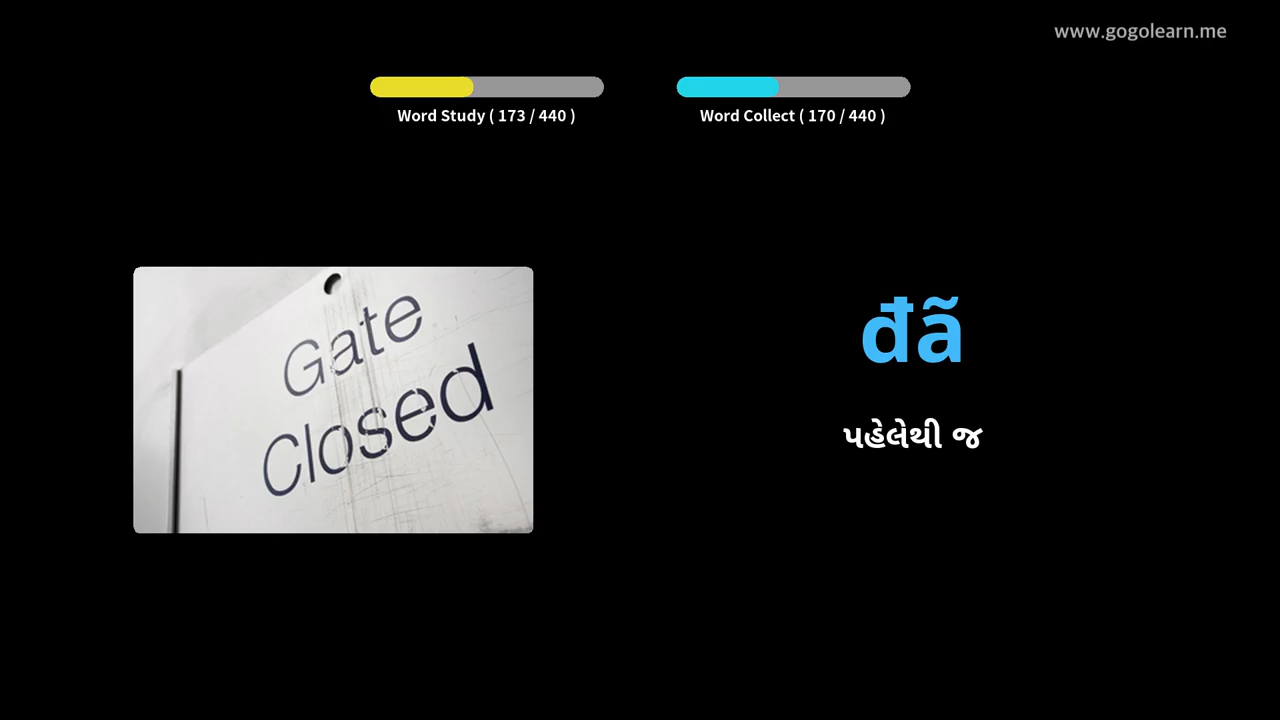 www.gogolearn.me
Word Study ( 173 / 440 )
Word Collect ( 170 / 440 )
Gate
Closed
đã
પહેલેથી જ